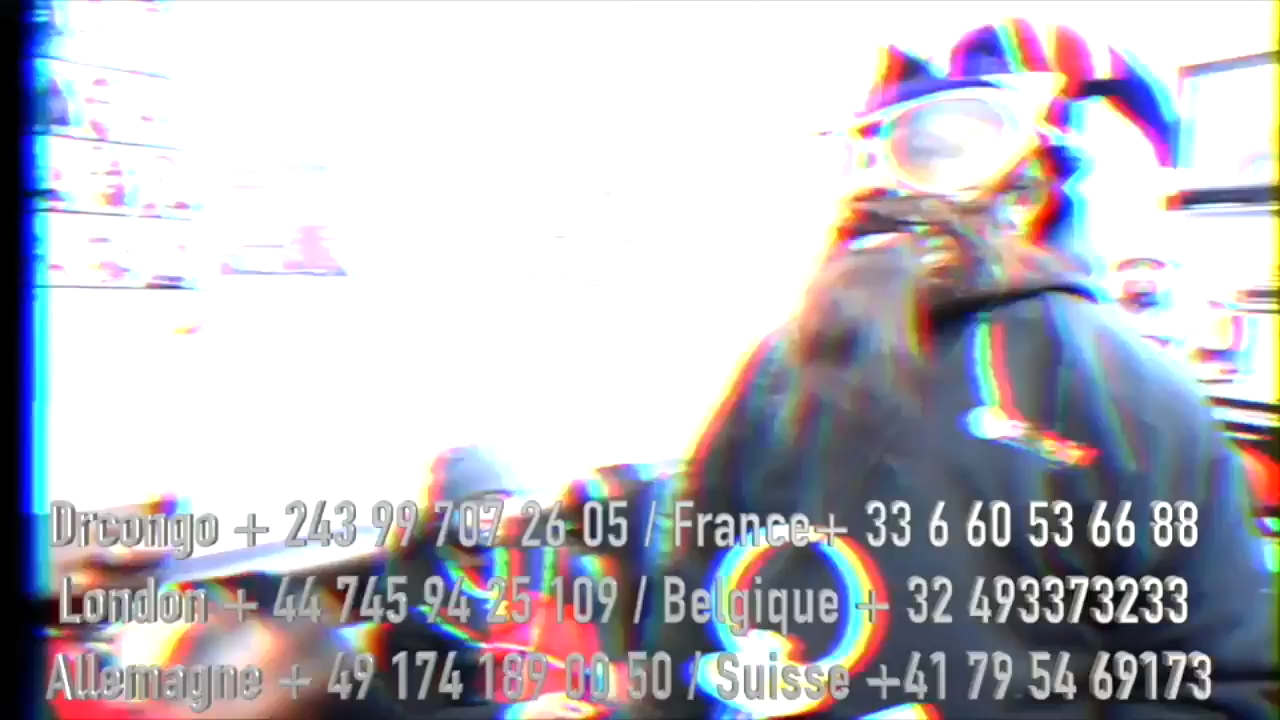 Drcongo + 243 99 707 26 05 / France+ 33 6 60 53 66 88
London + 44 745 94 25 109 / Belgique + 32 493373233
Allemagne + 49 174 189 00 50 / Suisse +41 79 54 69173